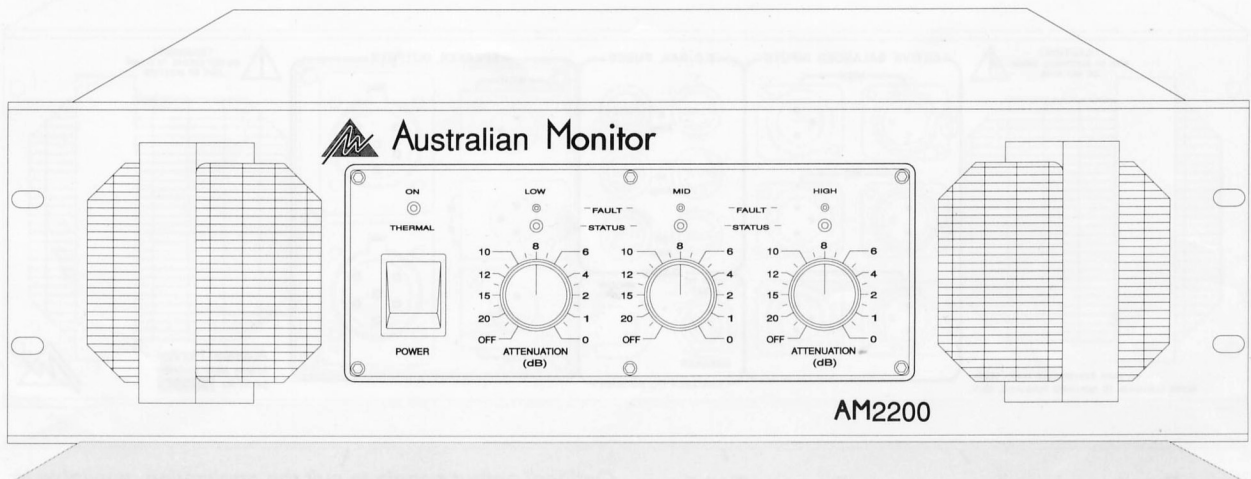 Australian Monitor
ON LOW MID HIGH
FAULT FAULT
THERMAL STATUS STATUS
10 8 6 10 8 6 10 8 6
12 4 12 4 12 4
15 2 15 2 15 2
20 1 20 1 20 1
OFF 0 OFF 0 OFF 0
POWER ATTENUATION ATTENUATION
(dB) (dB)
AM2200